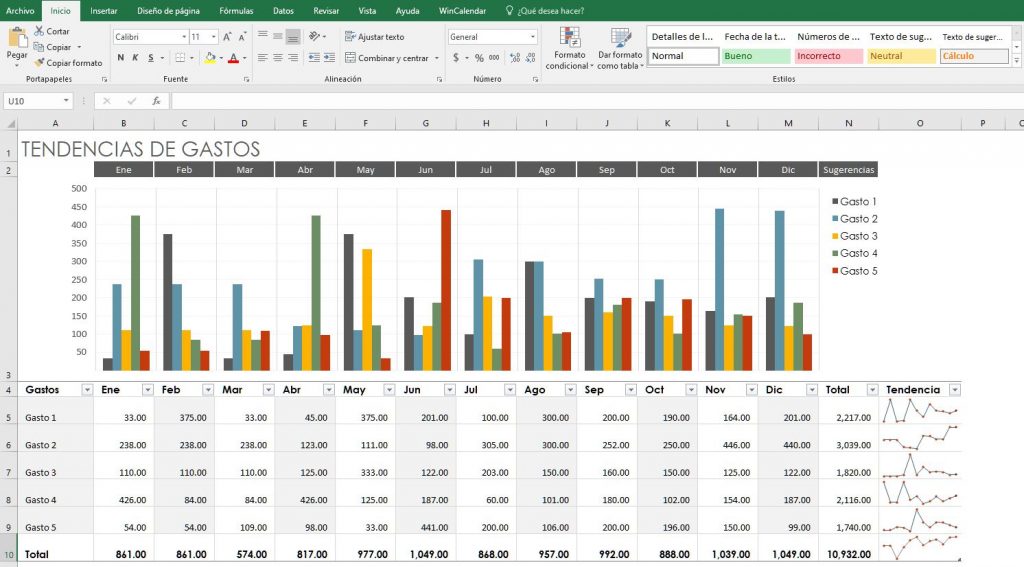 Archivo Inicio Insertar Diseño de página Fórmulas Datos Revisar Vista Ayuda WinCalendar ¿Qué desea hacer?
Pegar
Cortar
Copiar
Copiar formato
Portapapeles
Calibri 11 A A
N K S A
Fuente
ab Ajustar texto
Combinar y centrar
Alineación
General
$ % 000
Número
Formato condicional
Dar formato como tabla
Detalles de l... Fecha de la t... Números de ... Texto de sug... Texto de suger...
Normal Bueno Incorrecto Neutral Cálculo
Estilos
U10 fx
A B C D E F G H I J K L M N O P
1 TENDENCIAS DE GASTOS
2 Ene Feb Mar Abr May Jun Jul Ago Sep Oct Nov Dic Sugerencias
500
450
400
350
300
250
200
150
100
50
Gasto 1
Gasto 2
Gasto 3
Gasto 4
Gasto 5
3
4 Gastos Ene Feb Mar Abr May Jun Jul Ago Sep Oct Nov Dic Total Tendencia
5 Gasto 1 33.00 375.00 33.00 45.00 375.00 201.00 100.00 300.00 200.00 190.00 164.00 201.00 2,217.00
6 Gasto 2 238.00 238.00 238.00 123.00 111.00 98.00 305.00 300.00 252.00 250.00 446.00 440.00 3,039.00
7 Gasto 3 110.00 110.00 110.00 125.00 333.00 122.00 203.00 150.00 160.00 150.00 125.00 122.00 1,820.00
8 Gasto 4 426.00 84.00 84.00 426.00 125.00 187.00 60.00 101.00 180.00 102.00 154.00 187.00 2,116.00
9 Gasto 5 54.00 54.00 109.00 98.00 33.00 441.00 200.00 106.00 200.00 196.00 150.00 99.00 1,740.00
10 Total 861.00 861.00 574.00 817.00 977.00 1,049.00 868.00 957.00 992.00 888.00 1,039.00 1,049.00 10,932.00